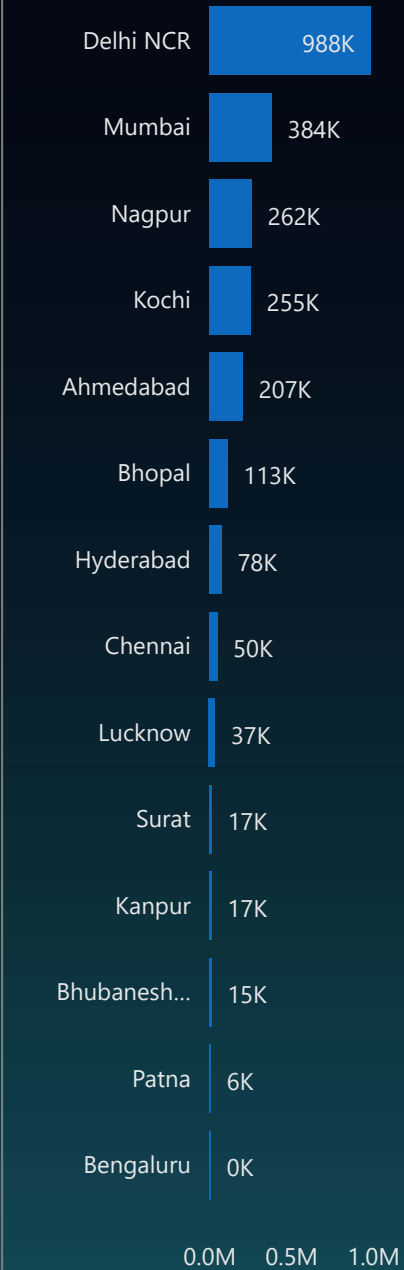 Delhi NCR 988K
Mumbai 384K
Nagpur 262K
Kochi 255K
Ahmedabad 207K
Bhopal 113K
Hyderabad 78K
Chennai 50K
Lucknow 37K
Surat 17K
Kanpur 17K
Bhubanesh... 15K
Patna 6K
Bengaluru 0K
0.0M 0.5M 1.0M